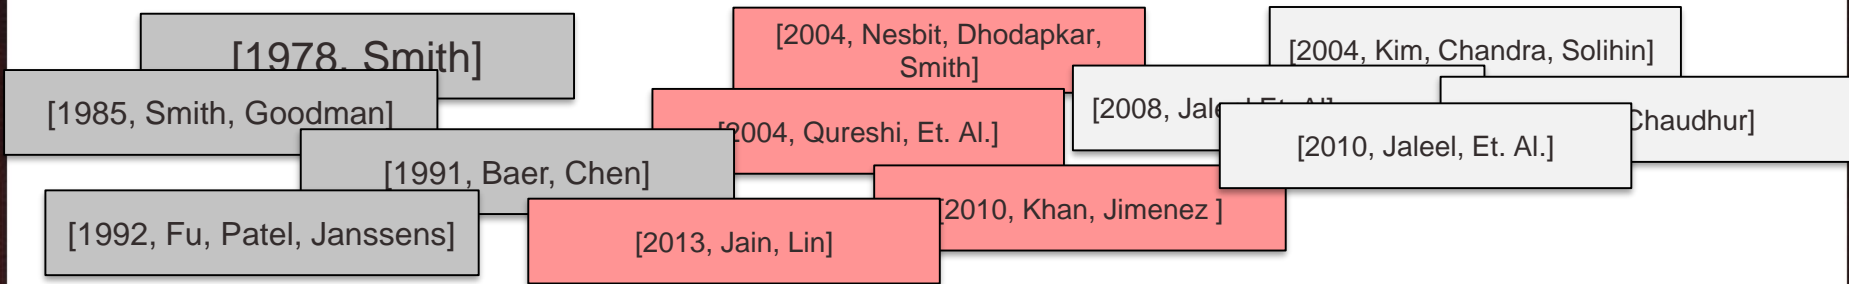 [1978, Smith]
[1985, Smith, Goodman]
[1991, Baer, Chen]
[1992, Fu, Patel, Janssens]
[2004, Nesbit, Dhodapkar,
Smith]
[2004, Qureshi, Et. Al.]
[2010, Khan, Jimenez ]
[2013, Jain, Lin]
[2004, Kim, Chandra, Solihin]
[2008,
Chaudhur]
[2010, Jaleel, Et. Al.]